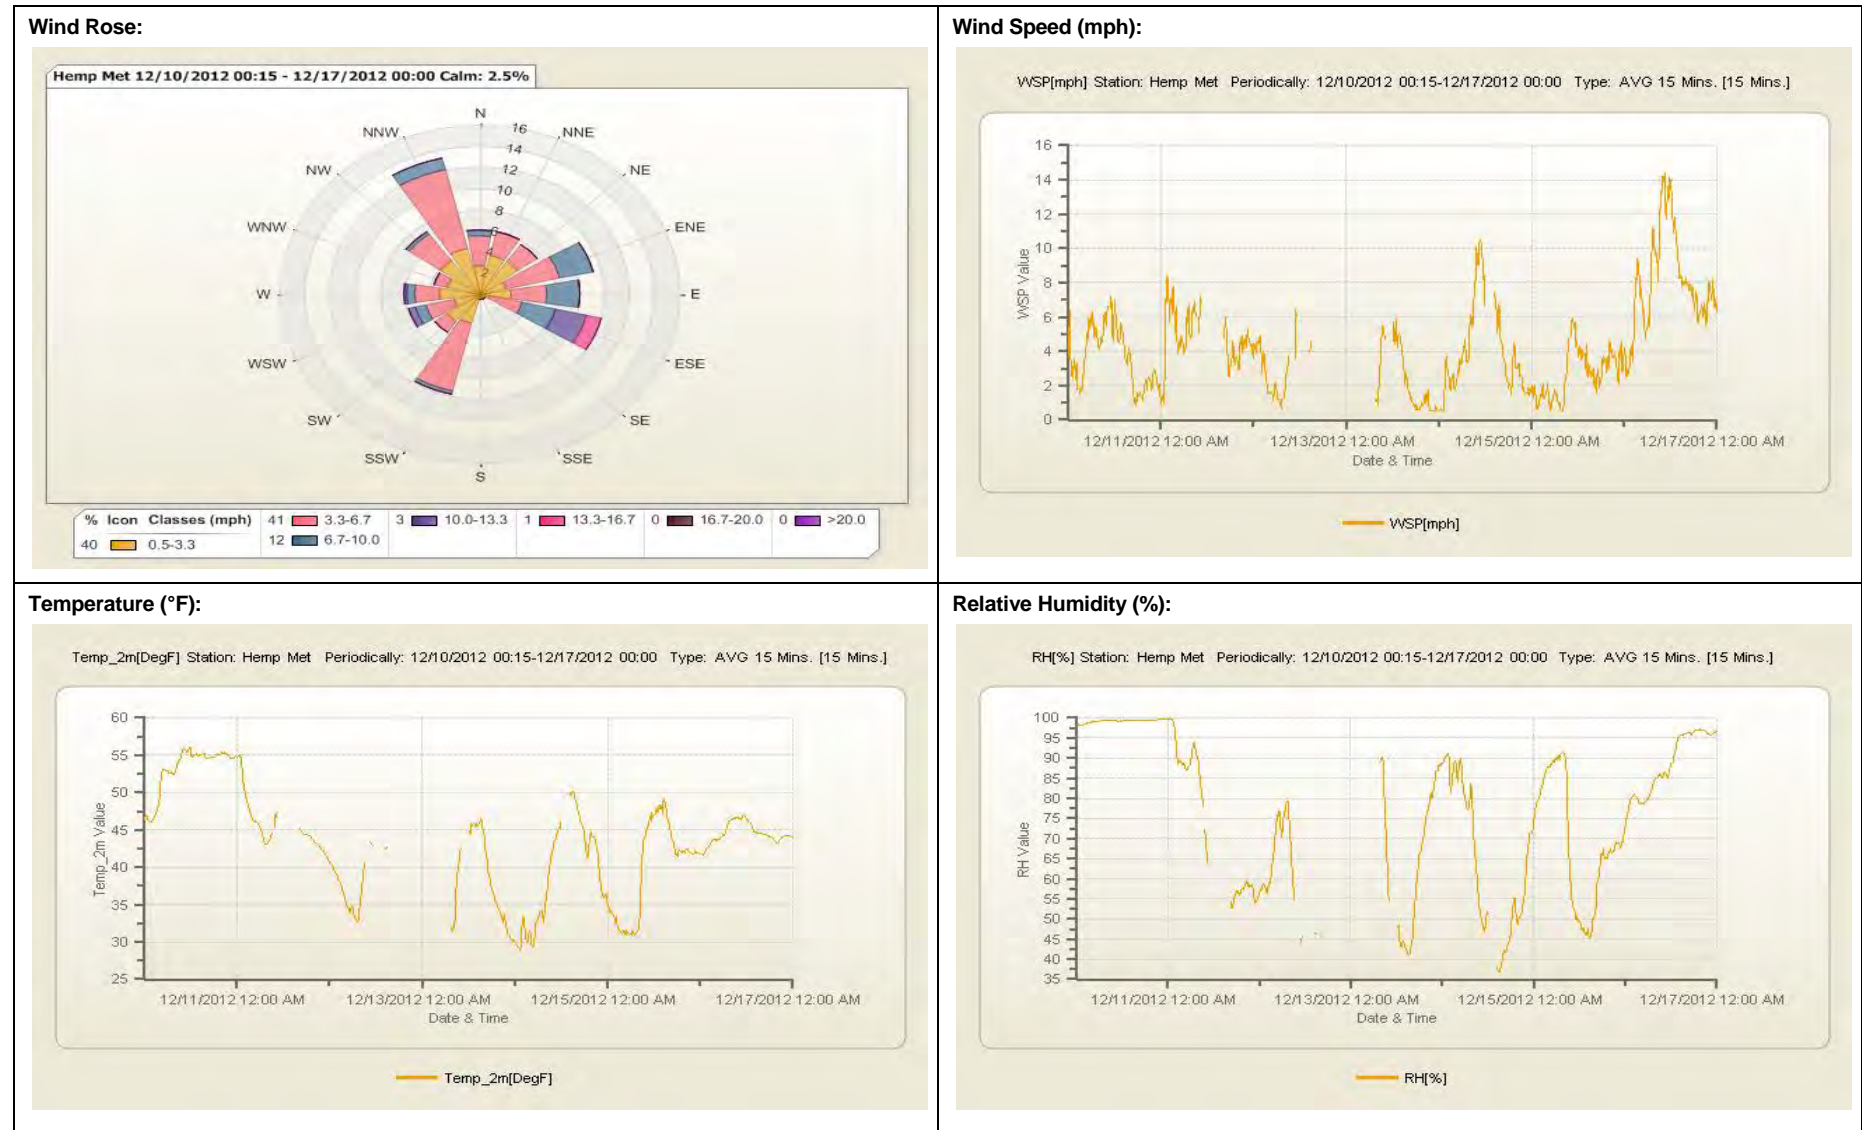 Wind Rose:
Hemp Met 12/10/2012 00:15 - 12/17/2012 00:00 Calm: 2.5%
N
NNE
NE
ENE
E
ESE
SE
SSE
S
SSW
SW
WSW
W
WNW
NW
NNW
16
14
12
10
8
6
4
2
% Icon Classes (mph)
40 0.5-3.3
41 3.3-6.7
12 6.7-10.0
3 10.0-13.3
1 13.3-16.7
0 16.7-20.0
0 >20.0
Wind Speed (mph):
WSP[mph] Station: Hemp Met Periodically: 12/10/2012 00:15-12/17/2012 00:00 Type: AVG 15 Mins. [15 Mins.]
WSP Value
16
14
12
10
8
6
4
2
0
12/11/2012 12:00 AM 12/13/2012 12:00 AM 12/15/2012 12:00 AM 12/17/2012 12:00 AM
Date & Time
WSP[mph]
Temperature (°F):
Temp_2m[DegF] Station: Hemp Met Periodically: 12/10/2012 00:15-12/17/2012 00:00 Type: AVG 15 Mins. [15 Mins.]
Temp_2m Value
60
55
50
45
40
35
30
25
12/11/2012 12:00 AM 12/13/2012 12:00 AM 12/15/2012 12:00 AM 12/17/2012 12:00 AM
Date & Time
Temp_2m[DegF]
Relative Humidity (%):
RH[%] Station: Hemp Met Periodically: 12/10/2012 00:15-12/17/2012 00:00 Type: AVG 15 Mins. [15 Mins.]
RH Value
100
95
90
85
80
75
70
65
60
55
50
45
40
35
12/11/2012 12:00 AM 12/13/2012 12:00 AM 12/15/2012 12:00 AM 12/17/2012 12:00 AM
Date & Time
RH[%]